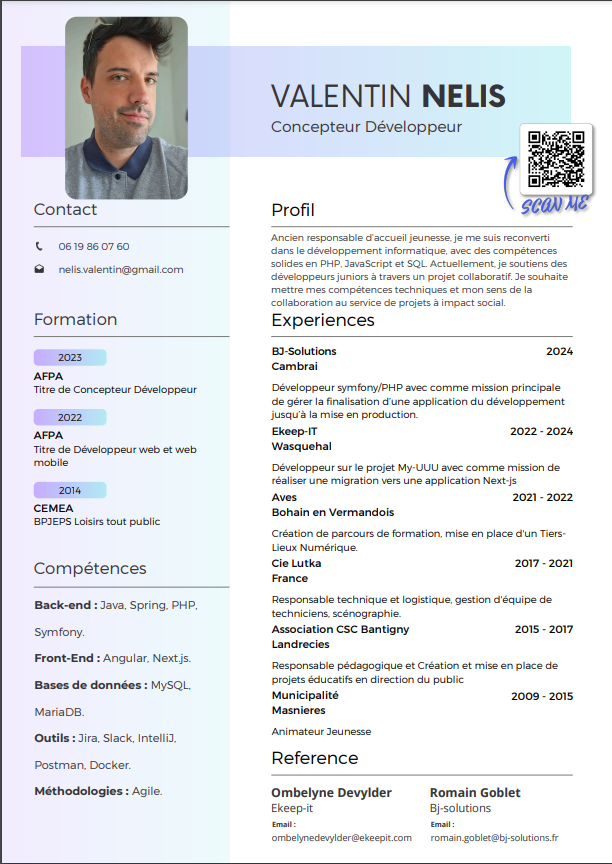 VALENTIN NELIS
Concepteur Développeur
SCAN ME
Contact
06 19 86 07 60
nelis.valentin@gmail.com
Formation
2023
AFPA
Titre de Concepteur Développeur
2022
AFPA
Titre de Développeur web et web
mobile
2014
CEMEA
BPJEPS Loisirs tout public
Compétences
Back-end : Java, Spring, PHP,
Symfony.
Front-End : Angular, Next.js.
Bases de données : MySQL,
MariaDB.
Outils : Jira, Slack, IntelliJ,
Postman, Docker.
Méthodologies : Agile.
Profil
Ancien responsable d'accueil jeunesse, je me suis reconverti
dans le développement informatique, avec des compétences
solides en PHP, JavaScript et SQL. Actuellement, je soutiens des
développeurs juniors à travers un projet collaboratif. Je souhaite
mettre mes compétences techniques et mon sens de la
collaboration au service de projets à impact social.
Experiences
BJ-Solutions 2024
Cambrai
Développeur symfony/PHP avec comme mission principale
de gérer la finalisation d'une application du développement
jusqu'à la mise en production.
Ekeep-IT 2022 - 2024
Wasquehal
Développeur sur le projet My-UUU avec comme mission de
réaliser une migration vers une application Next-js
Aves 2021 - 2022
Bohain en Vermandois
Création de parcours de formation, mise en place d'un Tiers-
Lieux Numérique.
Cie Lutka 2017 - 2021
France
Responsable technique et logistique, gestion d'équipe de
techniciens, scénographie.
Association CSC Bantigny 2015 - 2017
Landrecies
Responsable pédagogique et Création et mise en place de
projets éducatifs en direction du public
Municipalité 2009 - 2015
Masnieres
Animateur Jeunesse
Reference
Ombelyne Devylder
Ekeep-it
Email :
ombelynedevylder@ekeepit.com
Romain Goblet
Bj-solutions
Email :
romain.goblet@bj-solutions.fr